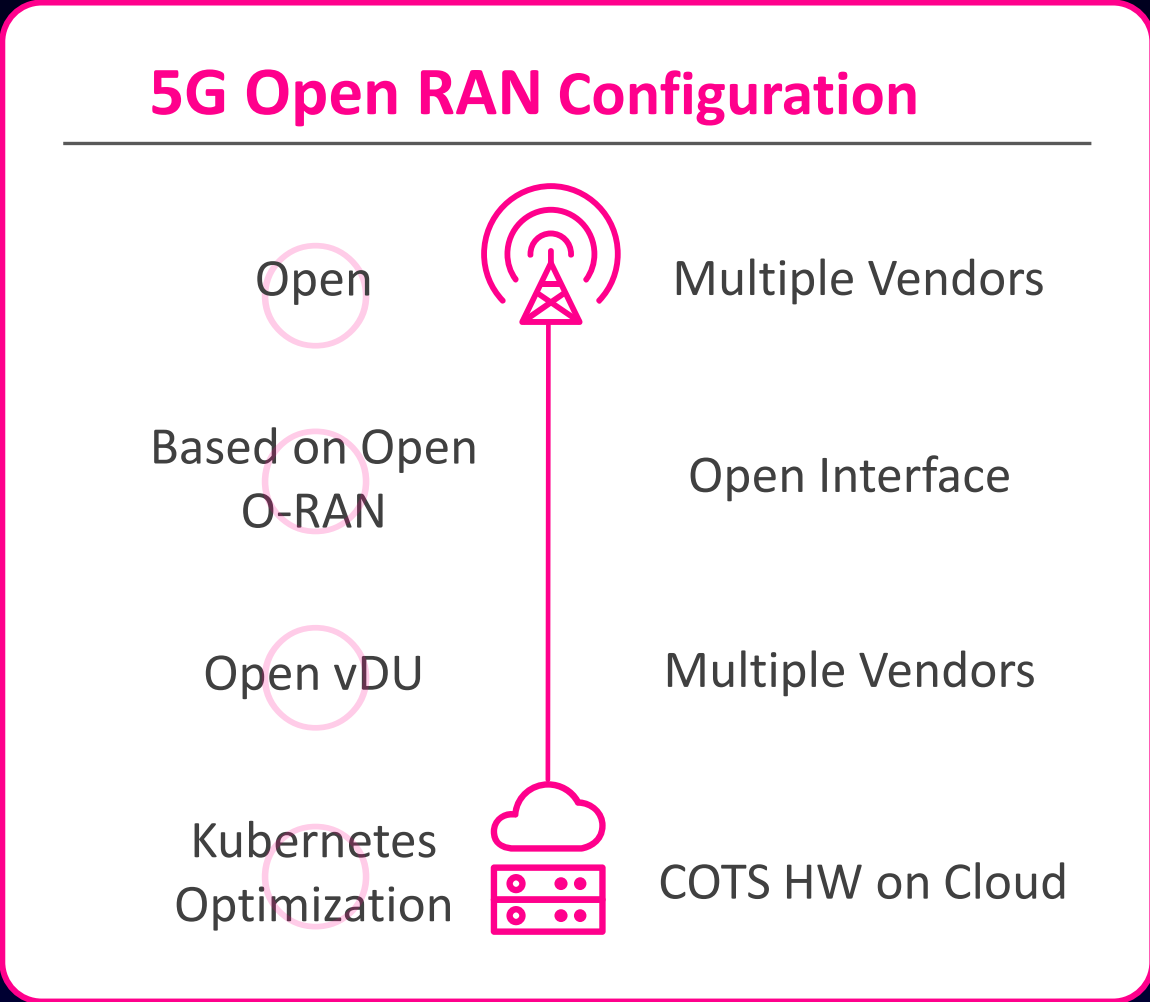 5G Open RAN Configuration
Open
Multiple Vendors
Based on Open
O-RAN
Open Interface
Open vDU
Multiple Vendors
Kubernetes
Optimization
COTS HW on Cloud